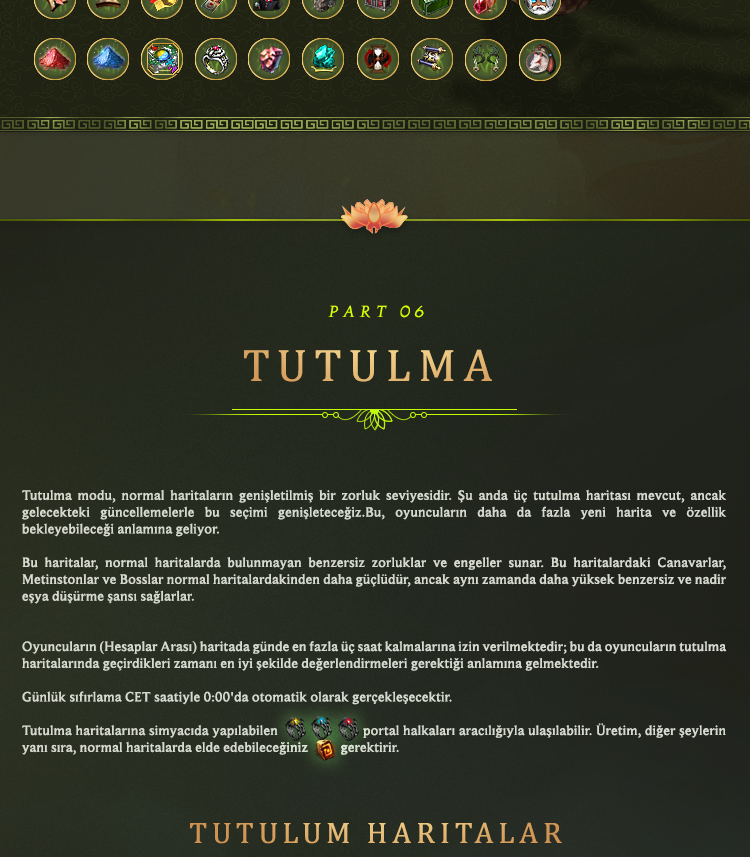 PART 06
TUTULMA
Tutulma modu, normal haritaların genişletilmiş bir zorluk seviyesidir. Şu anda üç tutulma haritası mevcut, ancak
gelecekteki güncellemelerle bu seçimi genişleteceğiz.Bu, oyuncuların daha da fazla yeni harita ve özellik
bekleyebileceği anlamına geliyor.
Bu haritalar, normal haritalarda bulunmayan benzersiz zorluklar ve engeller sunar. Bu haritalardaki Canavarlar,
Metinstonlar ve Bosslar normal haritalardakinden daha güçlüdür, ancak aynı zamanda daha yüksek benzersiz ve nadir
eşya düşürme şansı sağlarlar.
Oyuncuların (Hesaplar Arası) haritada günde en fazla üç saat kalmalarına izin verilmektedir; bu da oyuncuların tutulma
haritalarında geçirdikleri zamanı en iyi şekilde değerlendirmeleri gerektiği anlamına gelmektedir.
Günlük sıfırlama CET saatiyle 0:00'da otomatik olarak gerçekleşecektir.
Tutulma haritalarına simyacıda yapılabilen portal halkaları aracılığıyla ulaşılabilir. Üretim, diğer şeylerin
yanı sıra, normal haritalarda elde edebileceğiniz gerektirir.
TUTULUM HARITALAR